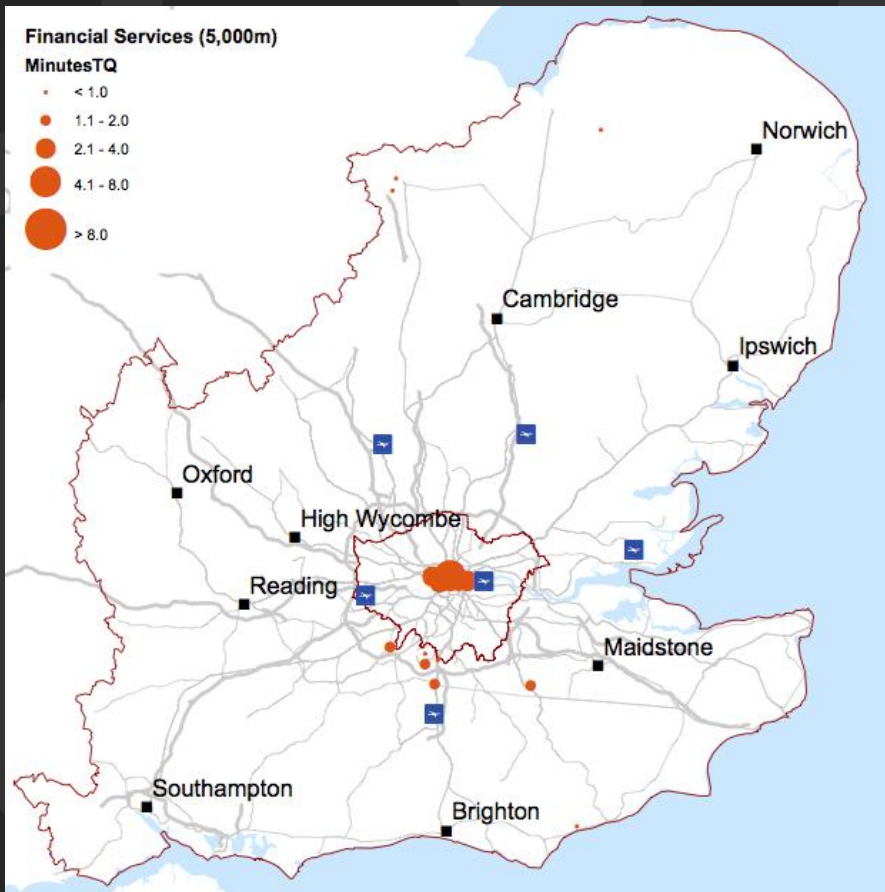 Financial Services (5,000m)
MinutesTQ
< 1.0
1.1 - 2.0
2.1 - 4.0
4.1 - 8.0
> 8.0
Norwich
Cambridge
Ipswich
Oxford
High Wycombe
Reading
Maidstone
Southampton
Brighton